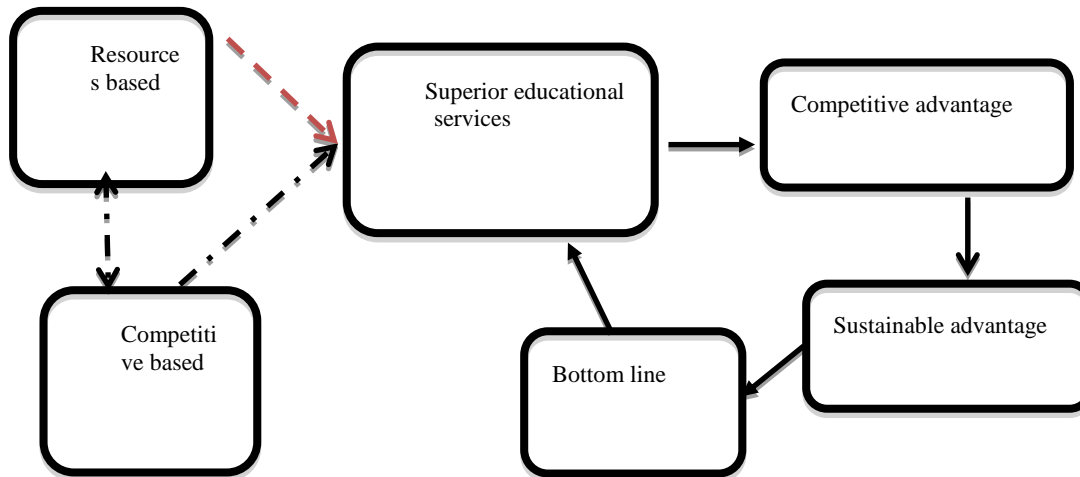 Resource
s based
Superior educational
services
Competitive advantage
Competiti
ve based
Bottom line
Sustainable advantage